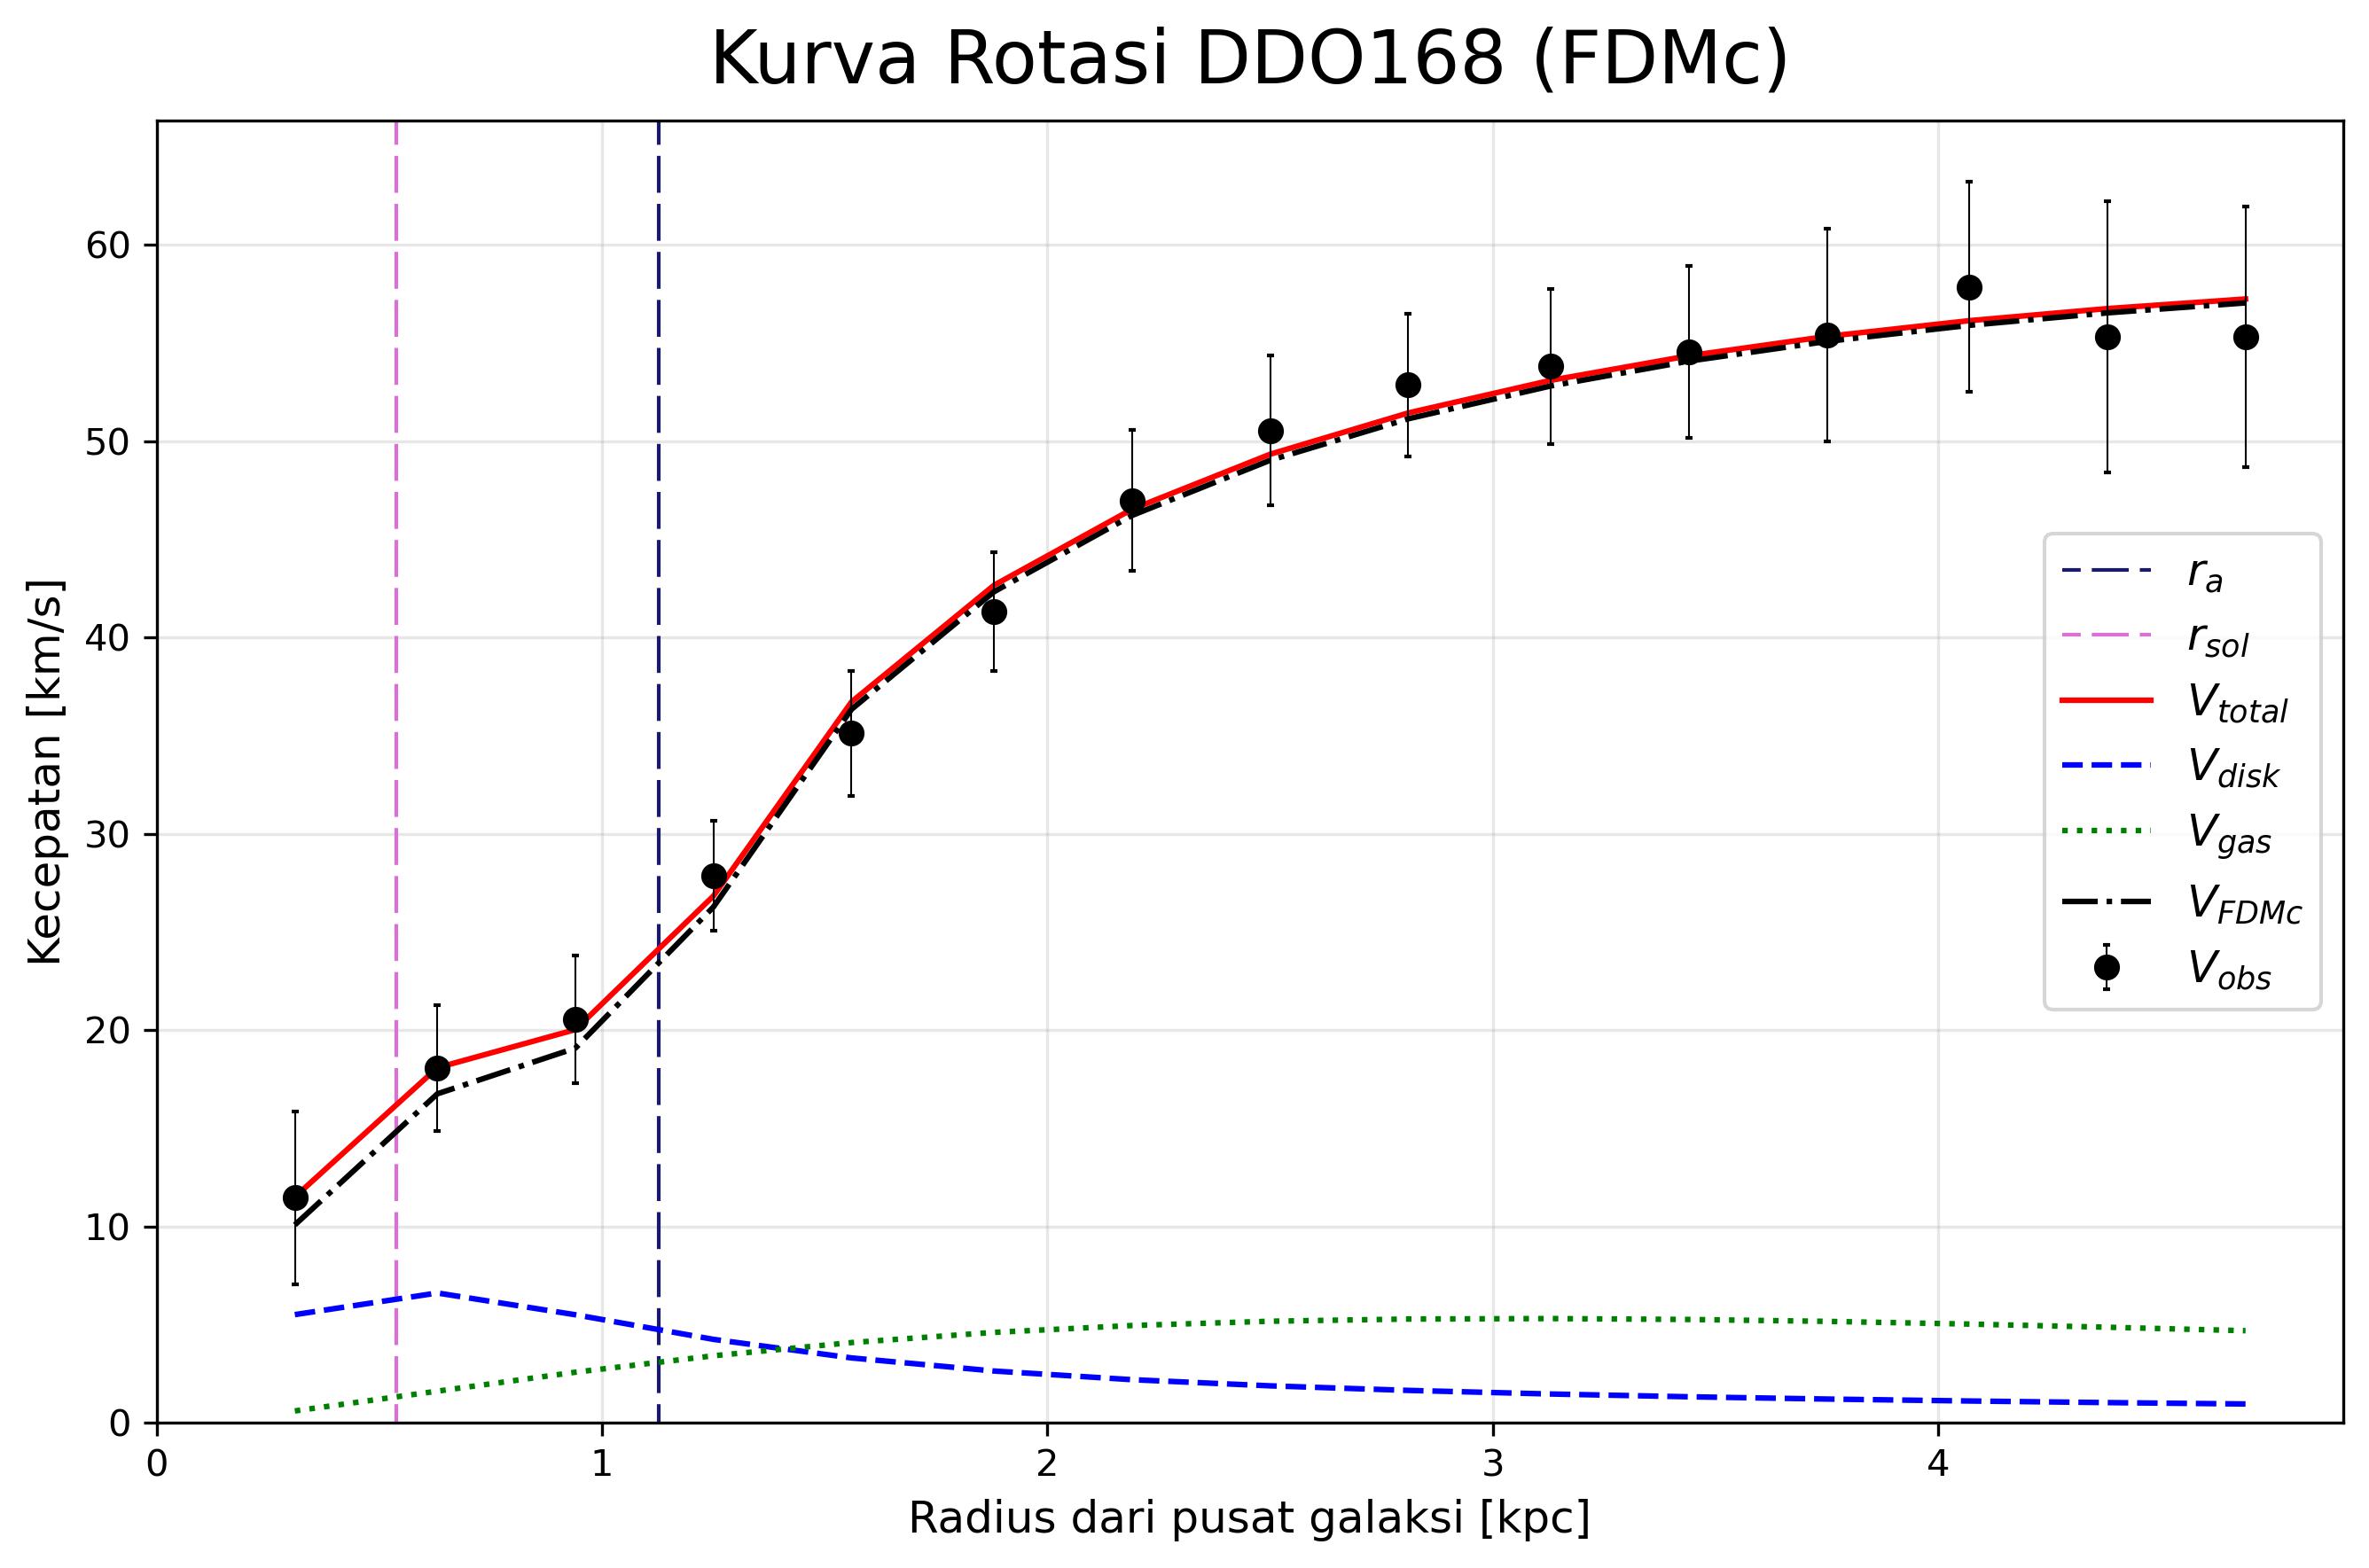 Kurva Rotasi DDO168 (FDMc)
Kecepatan [km/s]
60
50
40
30
20
10
0
0 1 2 3 4
Radius dari pusat galaksi [kpc]
r_a
r_sol
V_total
V_disk
V_gas
V_FDMc
V_obs